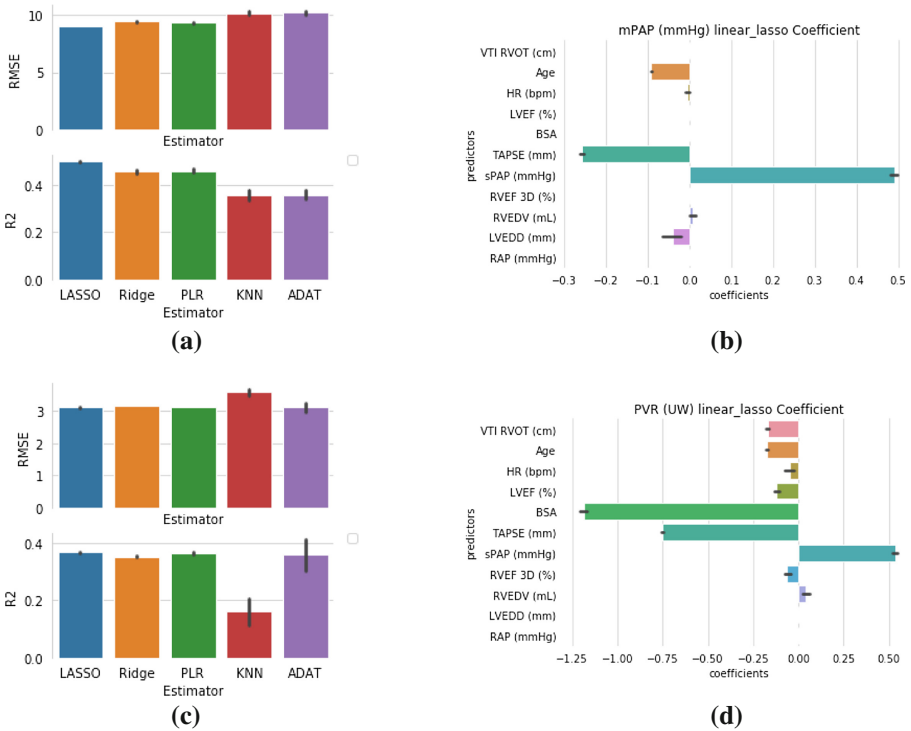 10
5
0
RMSE
Estimator
0.4
0.2
0.0
R2
LASSO Ridge PLR KNN ADAT
Estimator
(a)
mPAP (mmHg) linear_lasso Coefficient
predictors
VTI RVOT (cm)
Age
HR (bpm)
LVEF (%)
BSA
TAPSE (mm)
sPAP (mmHg)
RVEF 3D (%)
RVEDV (mL)
LVEDD (mm)
RAP (mmHg)
−0.3 −0.2 −0.1 0.0 0.1 0.2 0.3 0.4 0.5
coefficients
(b)
3
2
1
0
RMSE
Estimator
0.4
0.2
0.0
R2
LASSO Ridge PLR KNN ADAT
Estimator
(c)
PVR (UW) linear_lasso Coefficient
predictors
VTI RVOT (cm)
Age
HR (bpm)
LVEF (%)
BSA
TAPSE (mm)
sPAP (mmHg)
RVEF 3D (%)
RVEDV (mL)
LVEDD (mm)
RAP (mmHg)
−1.25 −1.00 −0.75 −0.50 −0.25 0.00 0.25 0.50
coefficients
(d)